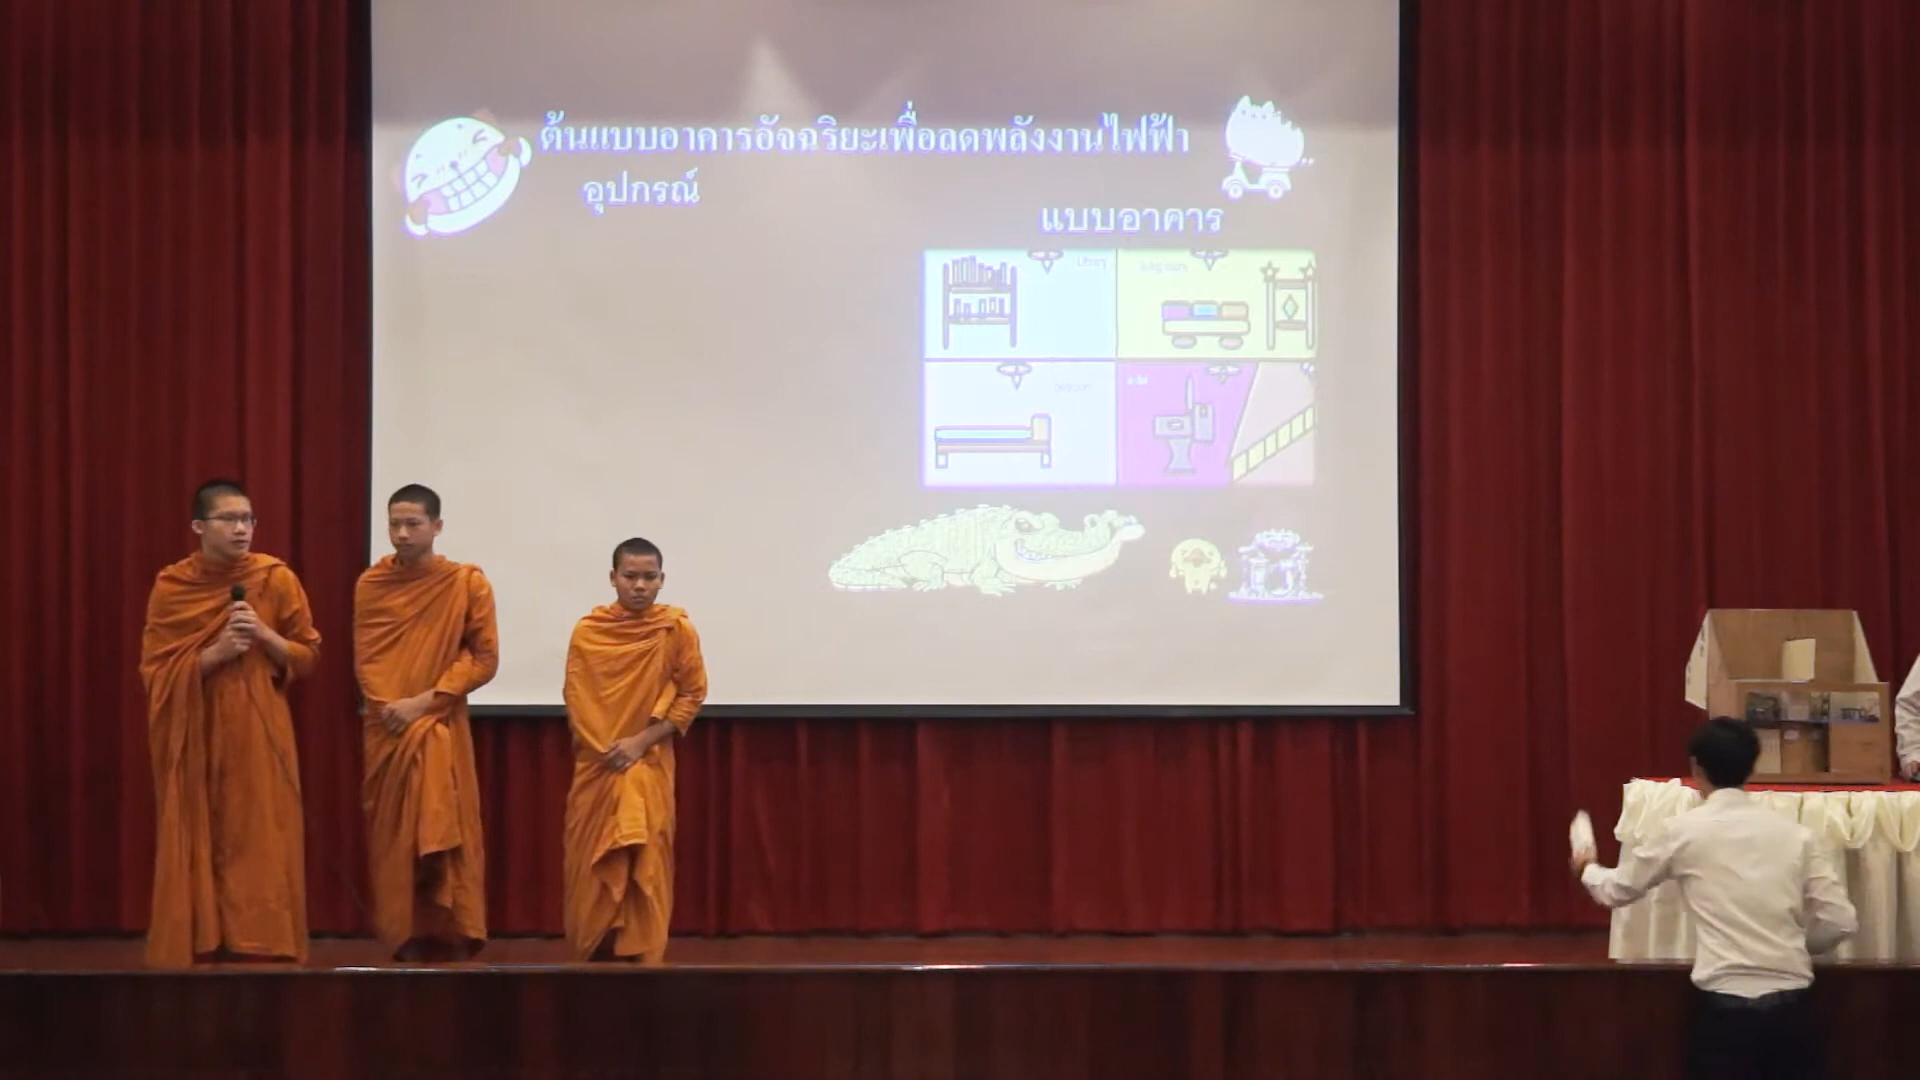 ต้นแบบอาคารอัจฉริยะเพื่อลดพลังงานไฟฟ้า
อุปกรณ์
แบบอาคาร
Library